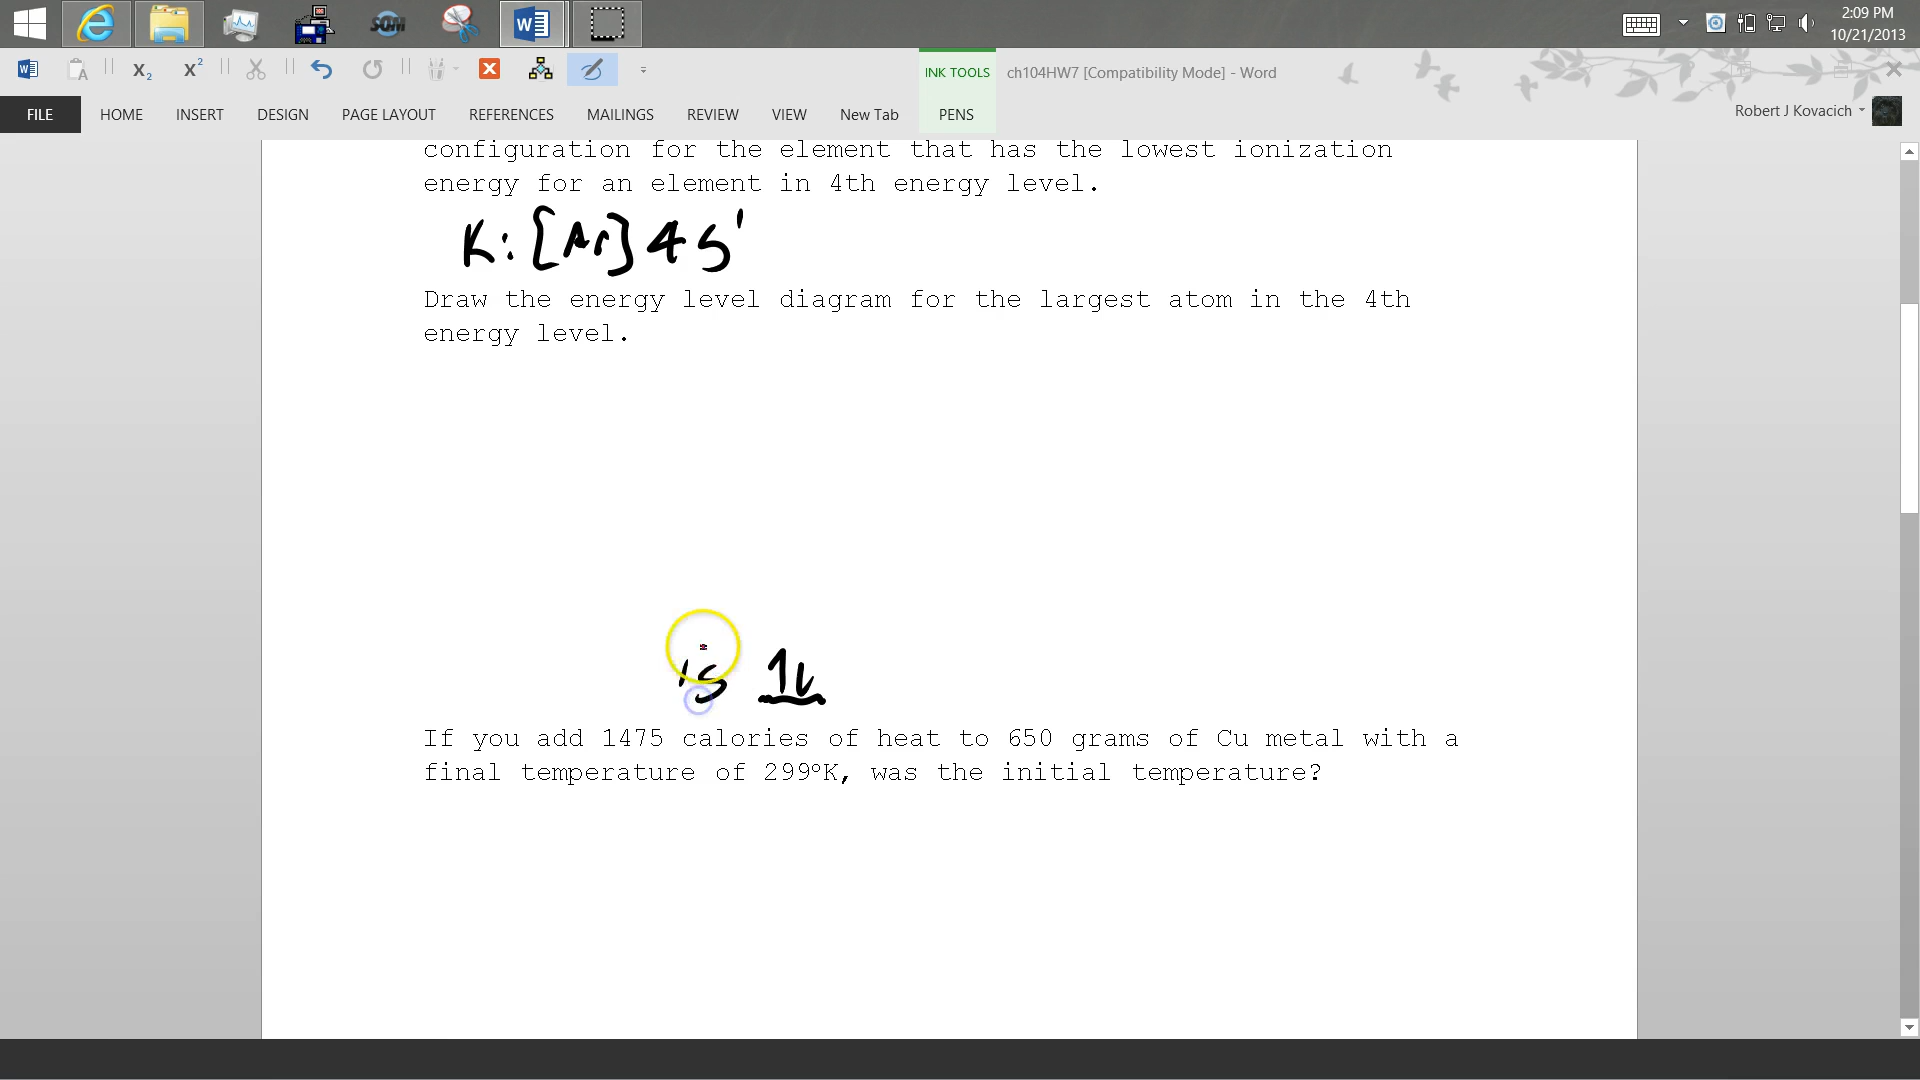 2:09 PM
10/21/2013
INK TOOLS
ch104HW7 [Compatibility Mode] - Word
FILE HOME INSERT DESIGN PAGE LAYOUT REFERENCES MAILINGS REVIEW VIEW New Tab PENS
Robert J Kovacich
configuration for the element that has the lowest ionization
energy for an element in 4th energy level.
K: [Ar] 4s¹
Draw the energy level diagram for the largest atom in the 4th
energy level.
1s 1
If you add 1475 calories of heat to 650 grams of Cu metal with a
final temperature of 299°K, was the initial temperature?